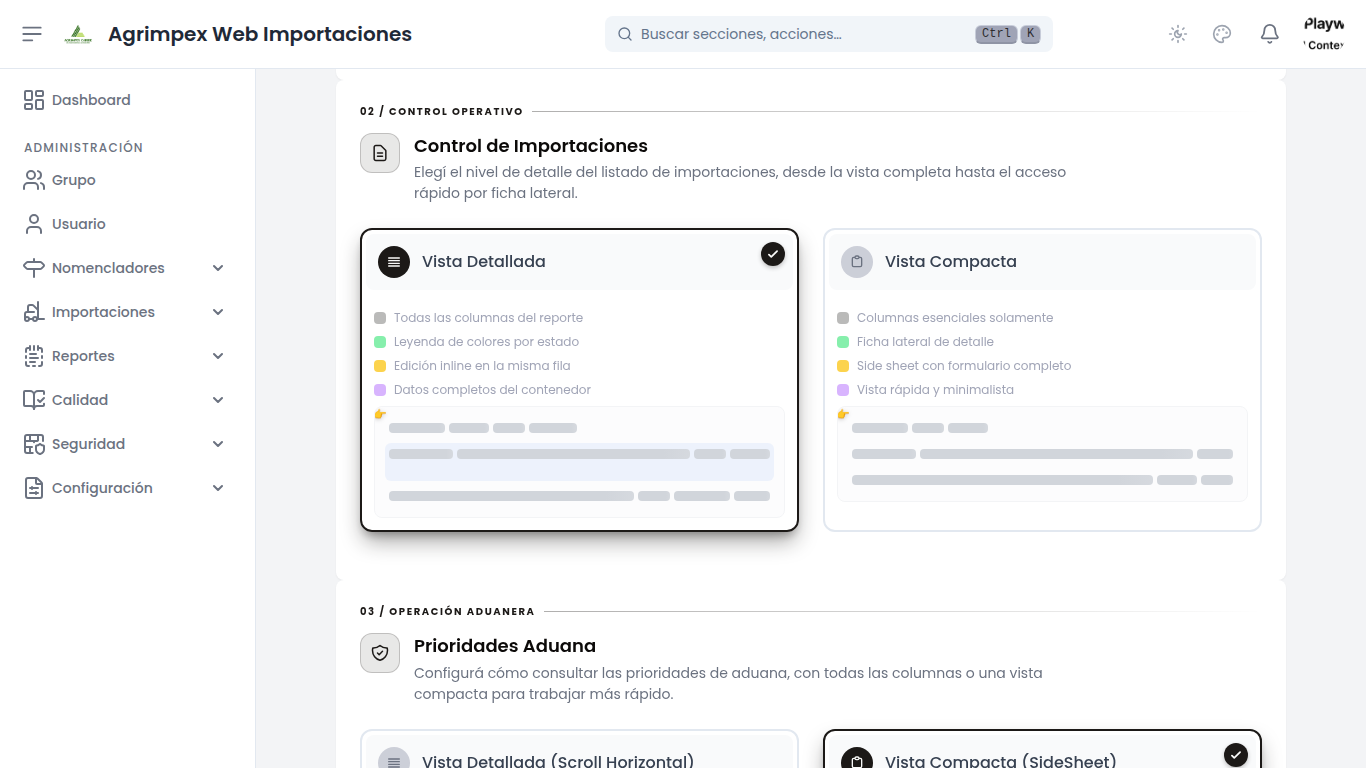 Agrimpex Web Importaciones
Buscar secciones, acciones...
Ctrl K
Playw
Contex
Dashboard
ADMINISTRACIÓN
Grupo
Usuario
Nomencladores
Importaciones
Reportes
Calidad
Seguridad
Configuración
02 / CONTROL OPERATIVO
Control de Importaciones
Elegí el nivel de detalle del listado de importaciones, desde la vista completa hasta el acceso
rápido por ficha lateral.
Vista Detallada
Todas las columnas del reporte
Leyenda de colores por estado
Edición inline en la misma fila
Datos completos del contenedor
Vista Compacta
Columnas esenciales solamente
Ficha lateral de detalle
Side sheet con formulario completo
Vista rápida y minimalista
03 / OPERACIÓN ADUANERA
Prioridades Aduana
Configurá cómo consultar las prioridades de aduana, con todas las columnas o una vista
compacta para trabajar más rápido.
Vista Detallada (Scroll Horizontal)
Vista Compacta (SideSheet)